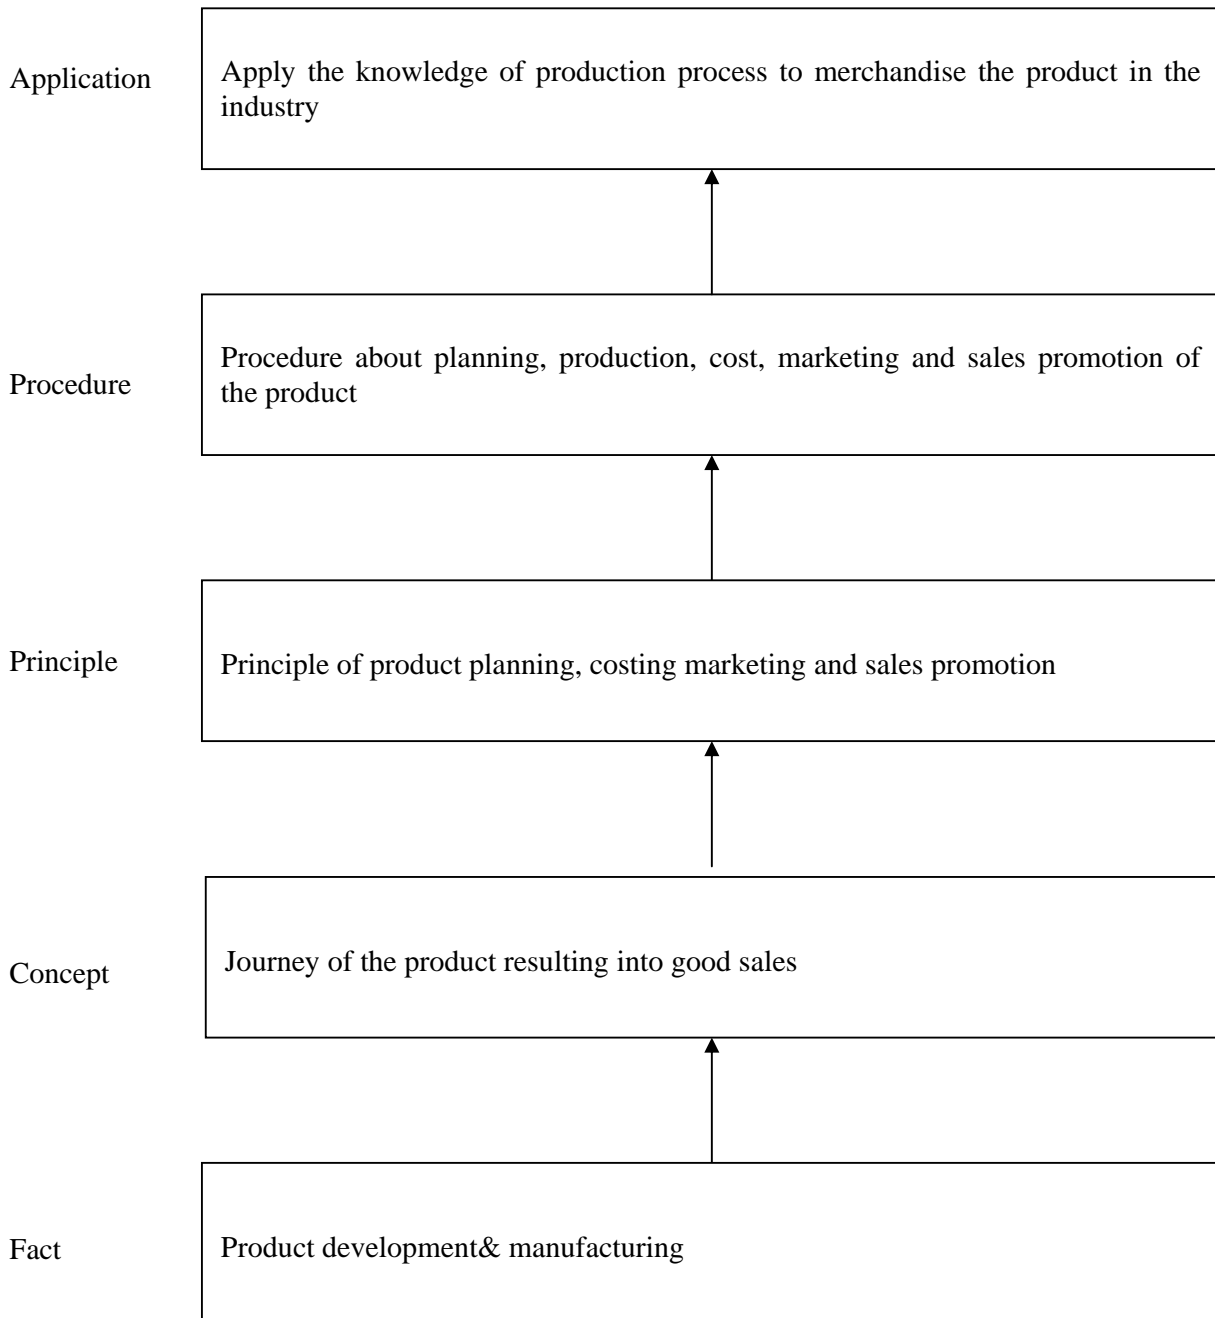 Application
Apply the knowledge of production process to merchandise the product in the
industry
Procedure
Procedure about planning, production, cost, marketing and sales promotion of
the product
Principle
Principle of product planning, costing marketing and sales promotion
Concept
Journey of the product resulting into good sales
Fact
Product development& manufacturing